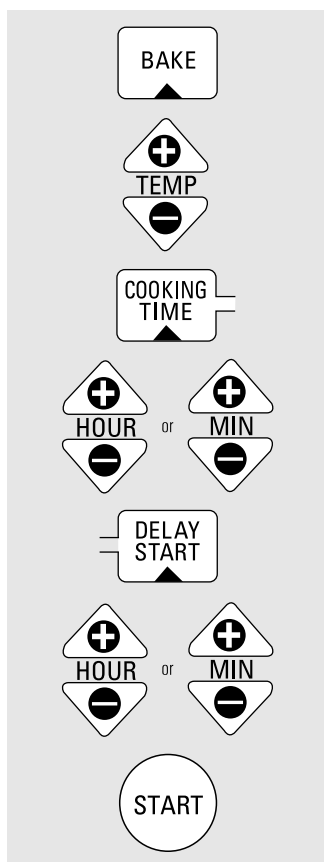 BAKE
TEMP
COOKING
TIME
HOUR or MIN
DELAY
START
HOUR or MIN
START